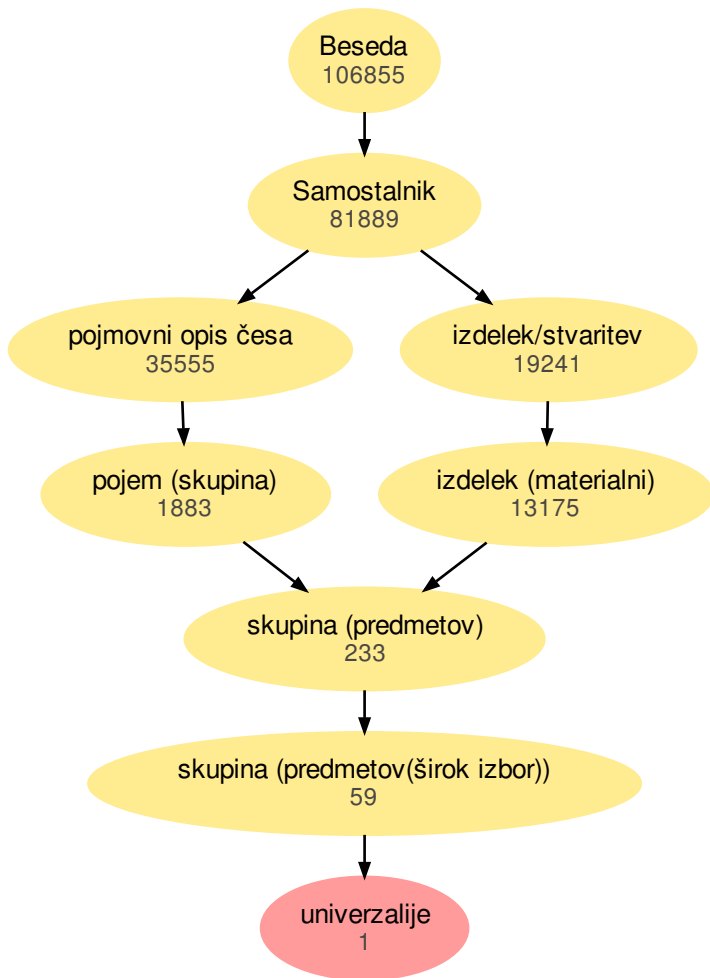 Beseda
106855
Samostalnik
81889
pojmovni opis česa
35555
izdelek/stvaritev
19241
pojem (skupina)
1883
izdelek (materialni)
13175
skupina (predmetov)
233
skupina (predmetov(širok izbor))
59
univerzalije
1